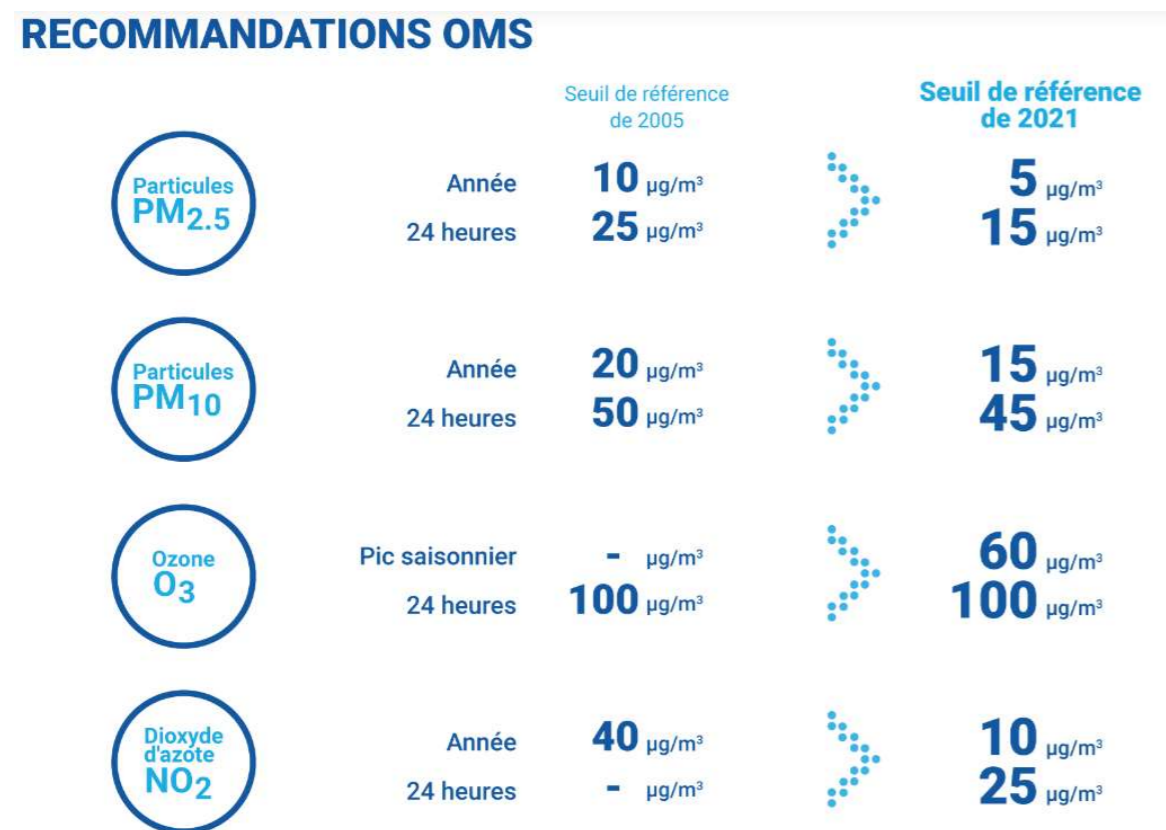 RECOMMANDATIONS OMS
Seuil de référence
de 2005
Seuil de référence
de 2021
Particules
PM2.5
Année 10 µg/m³ 5 µg/m³
24 heures 25 µg/m³ 15 µg/m³
Particules
PM10
Année 20 µg/m³ 15 µg/m³
24 heures 50 µg/m³ 45 µg/m³
Ozone
O3
Pic saisonnier - µg/m³ 60 µg/m³
24 heures 100 µg/m³ 100 µg/m³
Dioxyde
d'azote
NO2
Année 40 µg/m³ 10 µg/m³
24 heures - µg/m³ 25 µg/m³